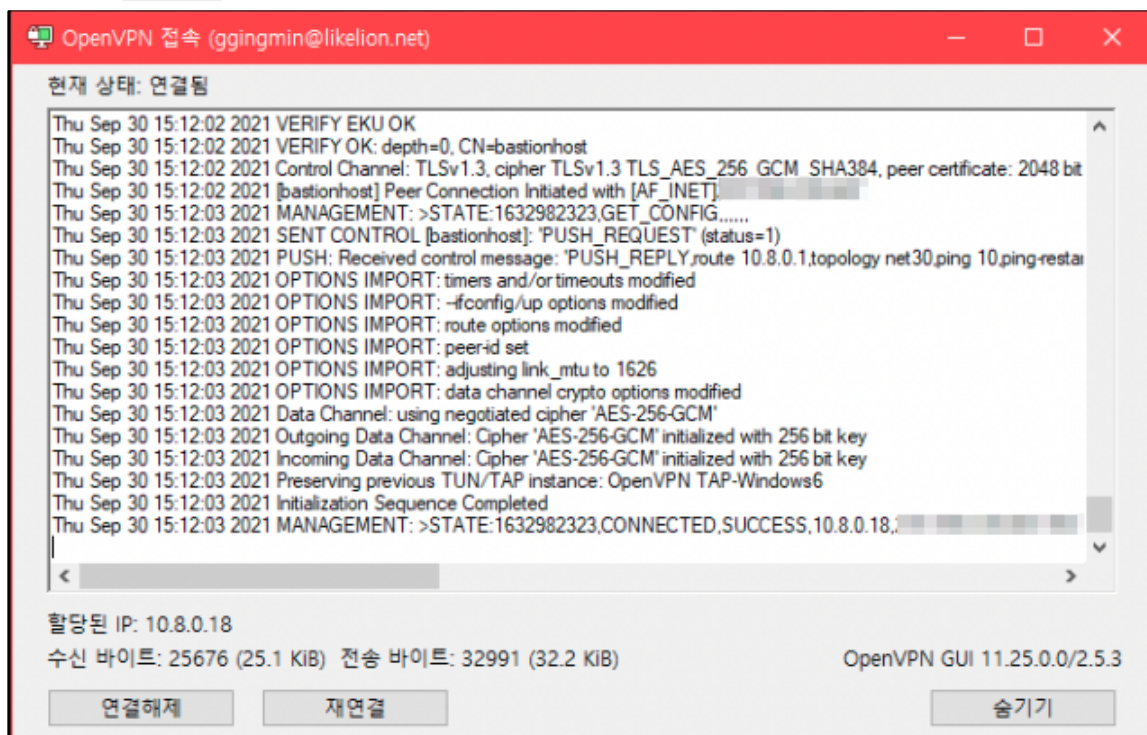 OpenVPN 접속 (ggingmin@likelion.net)
현재 상태: 연결됨
Thu Sep 30 15:12:02 2021 VERIFY EKU OK
Thu Sep 30 15:12:02 2021 VERIFY OK: depth=0, CN=bastionhost
Thu Sep 30 15:12:02 2021 Control Channel: TLSv1.3, cipher TLSv1.3 TLS_AES_256_GCM_SHA384, peer certificate: 2048 bit
Thu Sep 30 15:12:02 2021 [bastionhost] Peer Connection Initiated with [AF_INET]
Thu Sep 30 15:12:03 2021 MANAGEMENT: >STATE:1632982323,GET_CONFIG,,,,,,
Thu Sep 30 15:12:03 2021 SENT CONTROL [bastionhost]: 'PUSH_REQUEST' (status=1)
Thu Sep 30 15:12:03 2021 PUSH: Received control message: 'PUSH_REPLY,route 10.8.0.1,topology net30,ping 10,ping-restar
Thu Sep 30 15:12:03 2021 OPTIONS IMPORT: timers and/or timeouts modified
Thu Sep 30 15:12:03 2021 OPTIONS IMPORT: --ifconfig/up options modified
Thu Sep 30 15:12:03 2021 OPTIONS IMPORT: route options modified
Thu Sep 30 15:12:03 2021 OPTIONS IMPORT: peer-id set
Thu Sep 30 15:12:03 2021 OPTIONS IMPORT: adjusting link_mtu to 1626
Thu Sep 30 15:12:03 2021 OPTIONS IMPORT: data channel crypto options modified
Thu Sep 30 15:12:03 2021 Data Channel: using negotiated cipher 'AES-256-GCM'
Thu Sep 30 15:12:03 2021 Outgoing Data Channel: Cipher 'AES-256-GCM' initialized with 256 bit key
Thu Sep 30 15:12:03 2021 Incoming Data Channel: Cipher 'AES-256-GCM' initialized with 256 bit key
Thu Sep 30 15:12:03 2021 Preserving previous TUN/TAP instance: OpenVPN TAP-Windows6
Thu Sep 30 15:12:03 2021 Initialization Sequence Completed
Thu Sep 30 15:12:03 2021 MANAGEMENT: >STATE:1632982323,CONNECTED,SUCCESS,10.8.0.18,
할당된 IP: 10.8.0.18
수신 바이트: 25676 (25.1 KiB) 전송 바이트: 32991 (32.2 KiB)
OpenVPN GUI 11.25.0.0/2.5.3
연결해제
재연결
숨기기